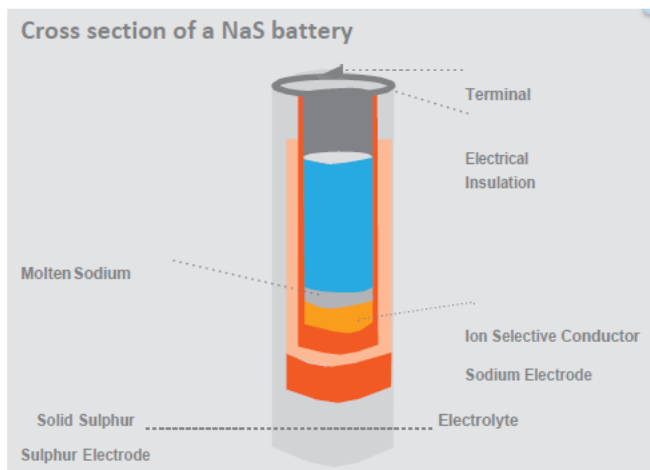 Cross section of a NaS battery
Terminal
Electrical
Insulation
Molten Sodium
Ion Selective Conductor
Sodium Electrode
Solid Sulphur
Electrolyte
Sulphur Electrode